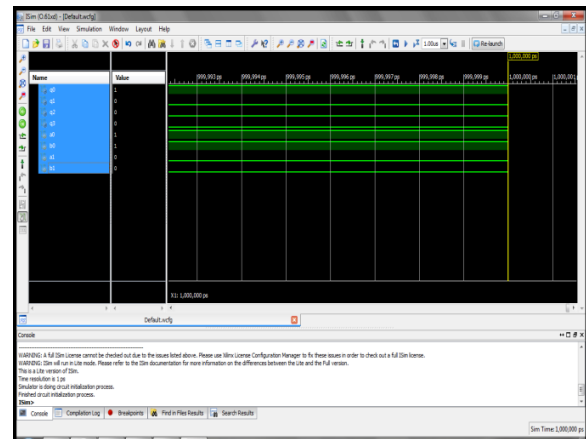 ISim (O.61xd) - [Default.wcfg]
File Edit View Simulation Window Layout Help
1.00us Re-launch
1,000,000 ps
Name Value
999,993 ps 999,994 ps 999,995 ps 999,996 ps 999,997 ps 999,998 ps 999,999 ps 1,000,000 ps 1,000,001
1
0
0
0
1
1
0
0
X1: 1,000,000 ps
Default.wcfg
Console
WARNING: A full ISim License cannot be checked out due to the issues listed above. Please use Xilinx License Configuration Manager to fix these issues in order to check out a full ISim license.
WARNING: ISim will run in Lite mode. Please refer to the ISim documentation for more information on the differences between the Lite and the Full version.
This is a Lite version of ISim.
Time resolution is 1 ps
Simulator is doing circuit initialization process.
Finished circuit initialization process.
ISim>
Console Compilation Log Breakpoints Find in Files Results Search Results
Sim Time: 1,000,000 ps